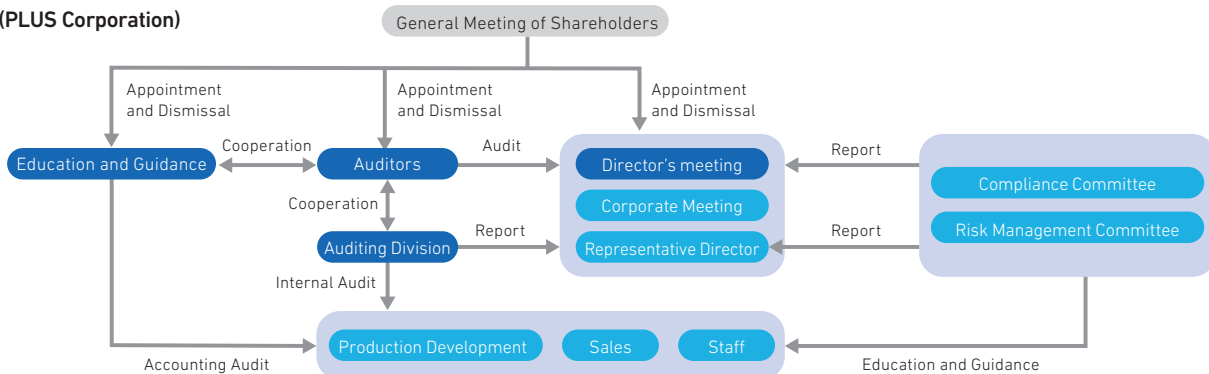 (PLUS Corporation)
General Meeting of Shareholders
Appointment
and Dismissal
Appointment
and Dismissal
Appointment
and Dismissal
Education and Guidance
Cooperation
Auditors
Audit
Director's meeting
Report
Compliance Committee
Cooperation
Corporate Meeting
Auditing Division
Report
Representative Director
Report
Risk Management Committee
Internal Audit
Production Development
Sales
Staff
Accounting Audit
Education and Guidance